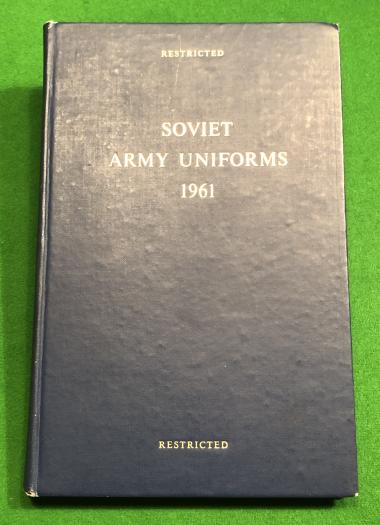 RESTRICTED
SOVIET
ARMY UNIFORMS
1961
RESTRICTED